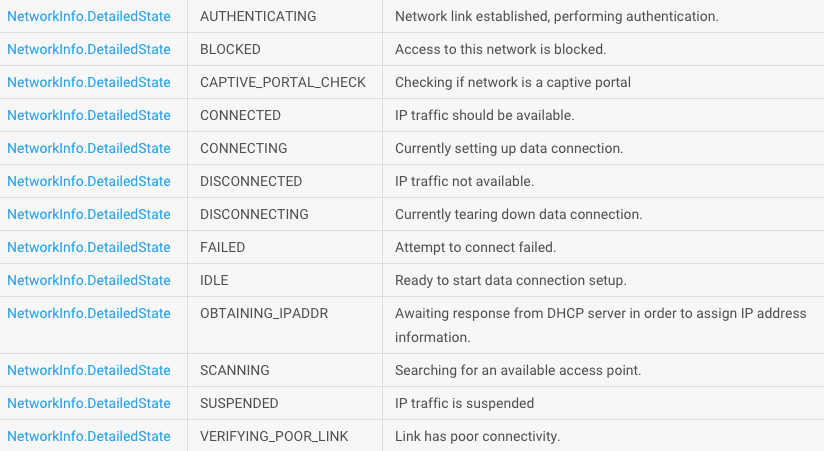 NetworkInfo.DetailedState AUTHENTICATING Network link established, performing authentication.
NetworkInfo.DetailedState BLOCKED Access to this network is blocked.
NetworkInfo.DetailedState CAPTIVE_PORTAL_CHECK Checking if network is a captive portal
NetworkInfo.DetailedState CONNECTED IP traffic should be available.
NetworkInfo.DetailedState CONNECTING Currently setting up data connection.
NetworkInfo.DetailedState DISCONNECTED IP traffic not available.
NetworkInfo.DetailedState DISCONNECTING Currently tearing down data connection.
NetworkInfo.DetailedState FAILED Attempt to connect failed.
NetworkInfo.DetailedState IDLE Ready to start data connection setup.
NetworkInfo.DetailedState OBTAINING_IPADDR Awaiting response from DHCP server in order to assign IP address
information.
NetworkInfo.DetailedState SCANNING Searching for an available access point.
NetworkInfo.DetailedState SUSPENDED IP traffic is suspended
NetworkInfo.DetailedState VERIFYING_POOR_LINK Link has poor connectivity.